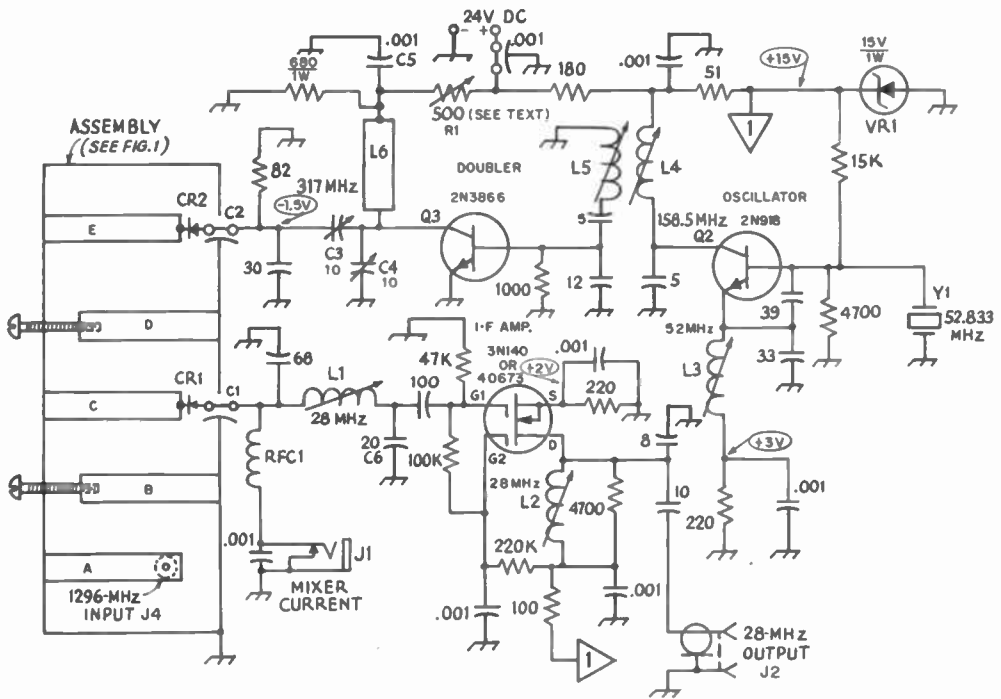 24V DC
- +
.001
.001
C5
680
1W
500 (SEE TEXT)
R1
180
.001
51
+15V
15V
1W
VR1
1
15K
ASSEMBLY
(SEE FIG.1)
82
L6
317 MHz
-1.5V
CR2
C2
E
30
C3
10
C4
10
DOUBLER
2N3866
Q3
1000
L5
L4
5
12
158.5 MHz
5
OSCILLATOR
2N918
Q2
39
33
4700
Y1
52.833
MHz
52MHz
L3
+3V
220
.001
D
68
CR1
C1
C
L1
28 MHz
100
20
C6
47K
100K
I-F AMP.
3N140
OR
40673
+2V
.001
220
G1
S
G2
D
8
10
28MHz
L2
4700
220K
.001
.001
100
1
B
RFC1
.001
J1
MIXER
CURRENT
A
1296-MHz
INPUT J4
28-MHz
OUTPUT
J2